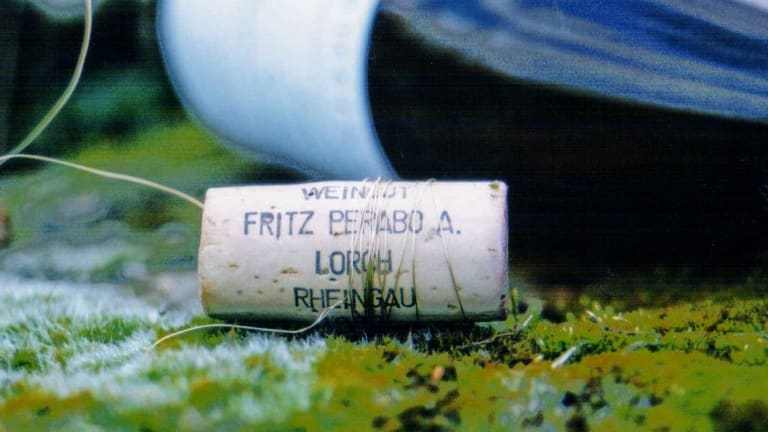 WEINGUT
FRITZ PERABO A.
LORCH
RHEINGAU